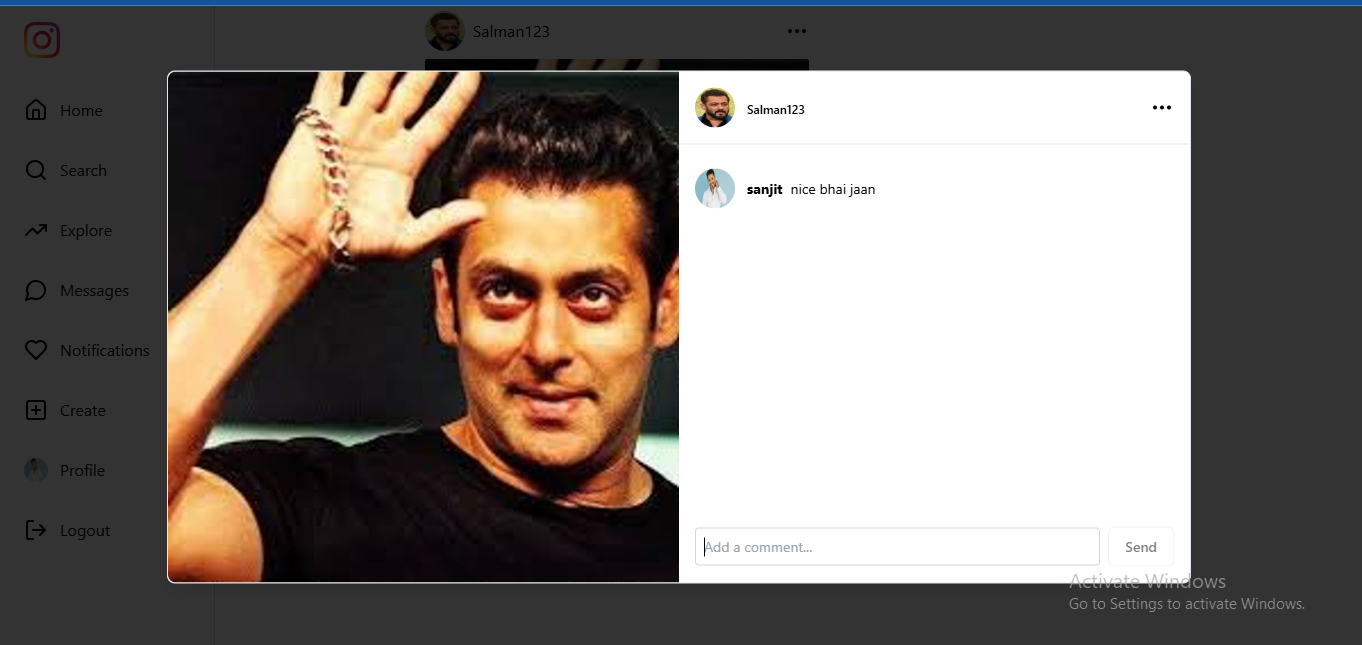 Salman123
Home
Search
Explore
Messages
Notifications
Create
Profile
Logout
Salman123
sanjit nice bhai jaan
Add a comment...
Send
Activate Windows
Go to Settings to activate Windows.